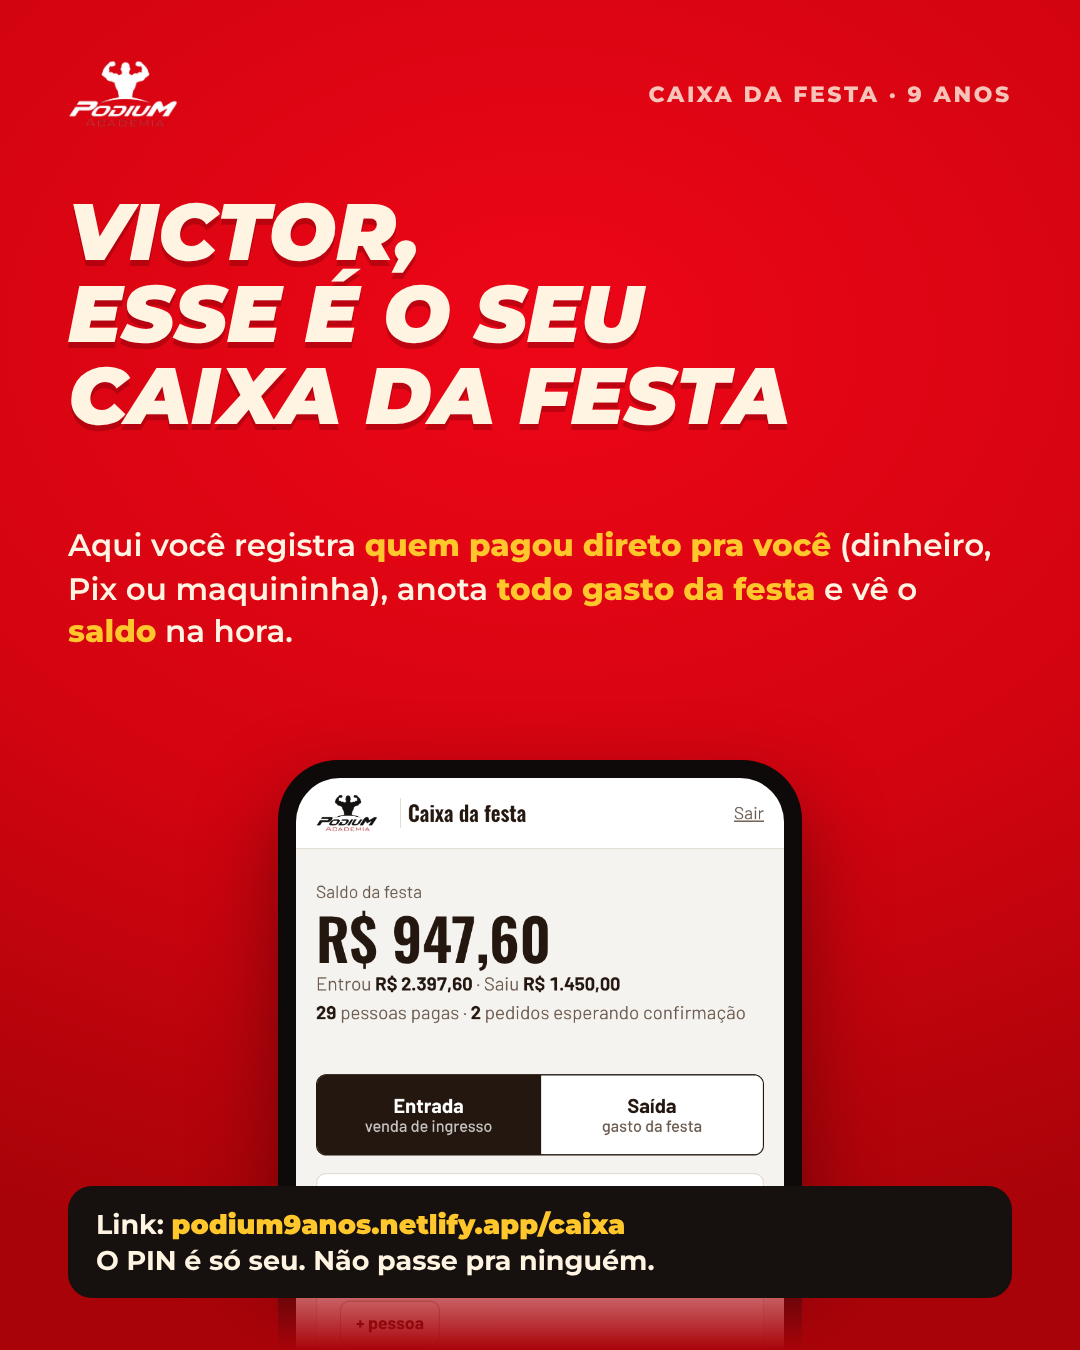 PODIUM
ACADEMIA
CAIXA DA FESTA · 9 ANOS
VICTOR,
ESSE É O SEU
CAIXA DA FESTA
Aqui você registra quem pagou direto pra você (dinheiro,
Pix ou maquininha), anota todo gasto da festa e vê o
saldo na hora.
PODIUM
ACADEMIA
Caixa da festa
Sair
Saldo da festa
R$ 947,60
Entrou R$ 2.397,60 · Saiu R$ 1.450,00
29 pessoas pagas · 2 pedidos esperando confirmação
Entrada
venda de ingresso
Saída
gasto da festa
Link: podium9anos.netlify.app/caixa
O PIN é só seu. Não passe pra ninguém.
+ pessoa